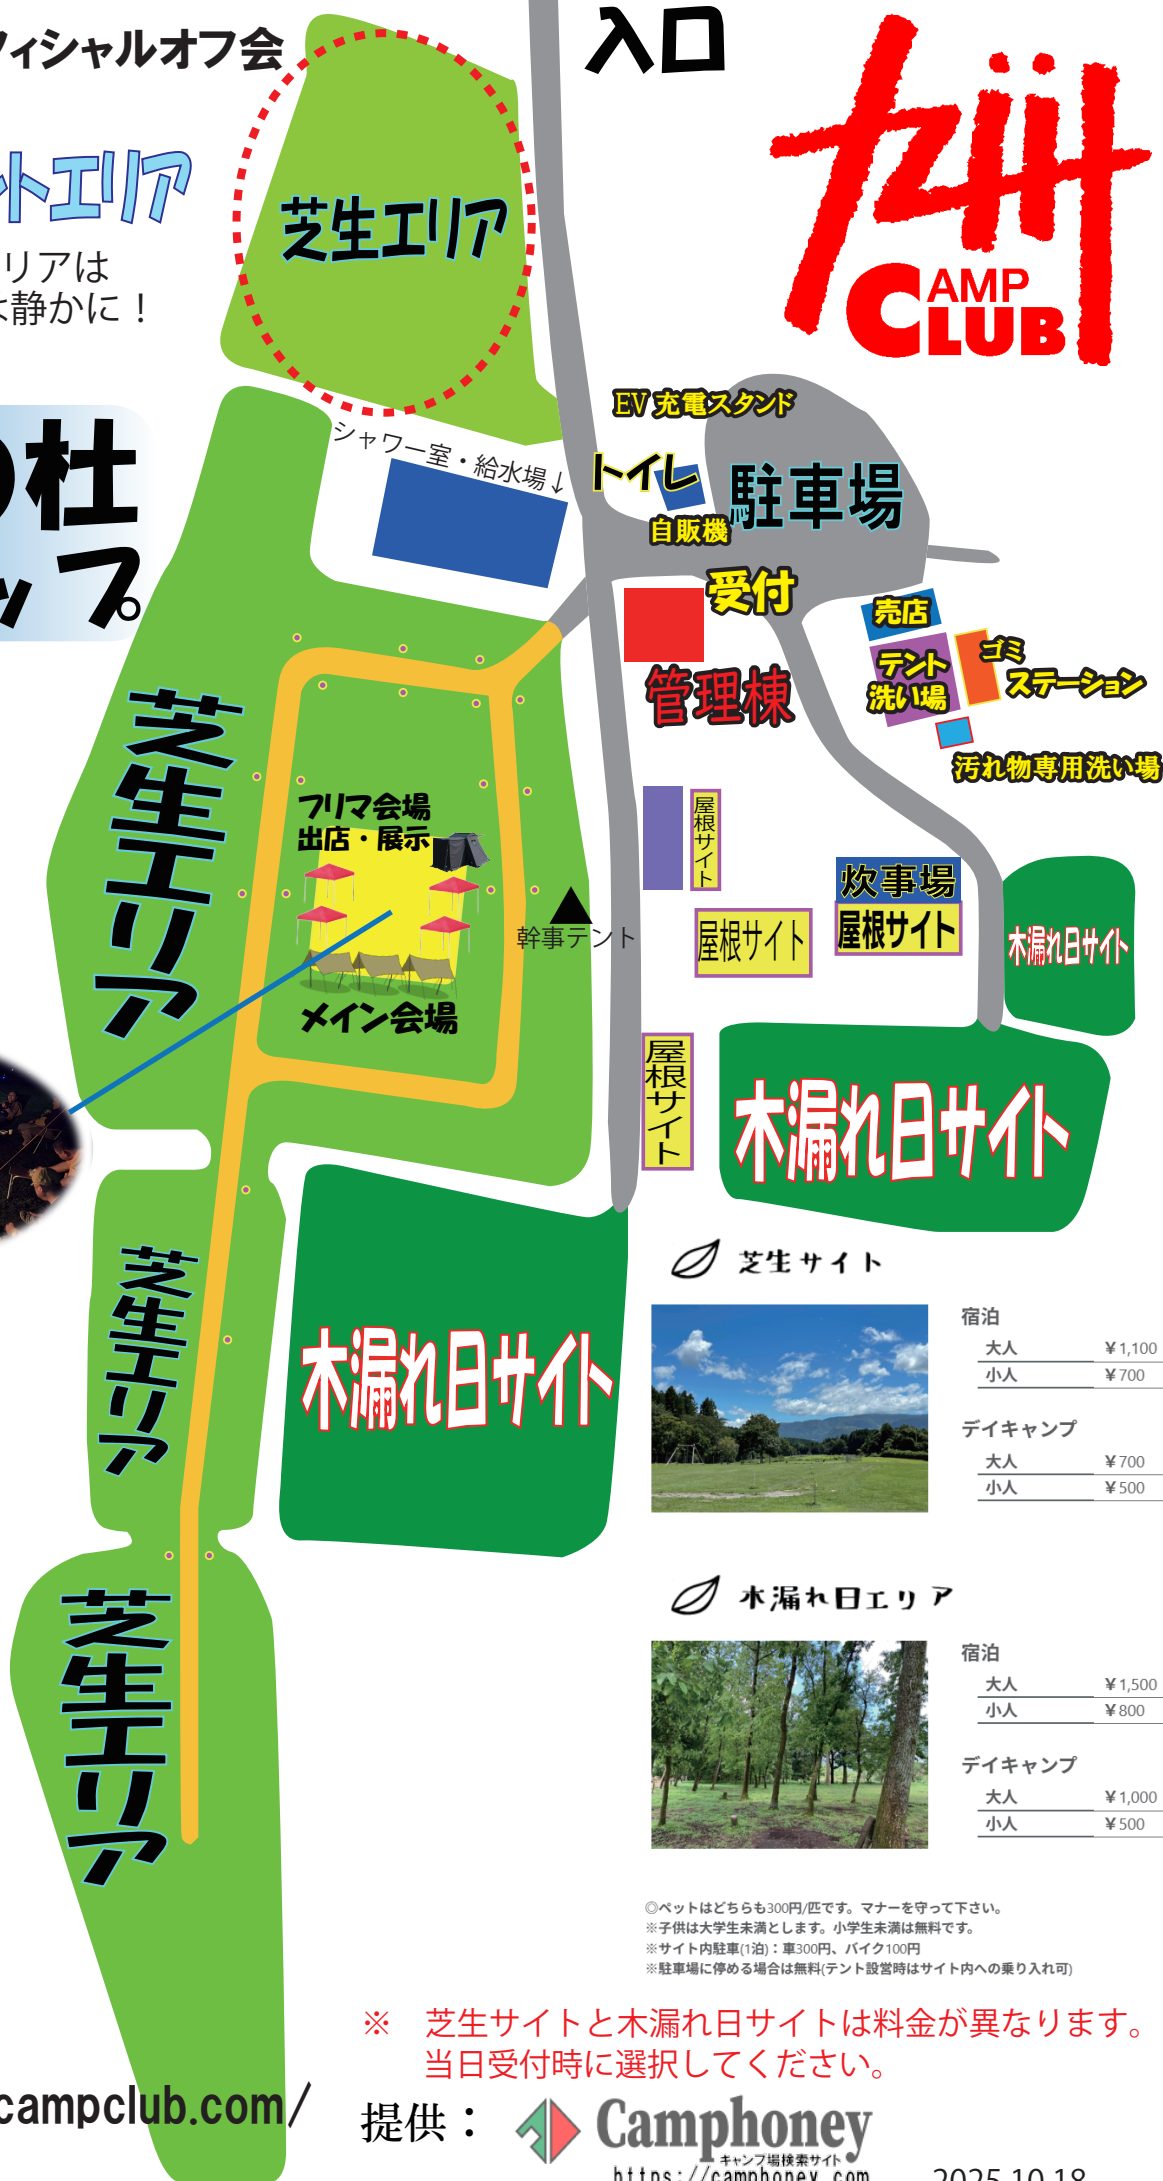 フィシャルオフ会
入口
九州
CAMP
CLUB
ットエリア
リアは
は静かに！
芝生エリア
の杜
ップ。
シャワー室・給水場↓
EV 充電スタンド
トイレ
駐車場
自販機
受付
管理棟
売店
テント
洗い場
ゴミ
ステーション
汚れ物専用洗い場
芝生エリア
フリマ会場
出店・展示
メイン会場
幹事テント
屋根サイト
屋根サイト
炊事場
屋根サイト
木漏れ日サイト
屋根サイト
木漏れ日サイト
芝生エリア
木漏れ日サイト
芝生エリア
芝生サイト
宿泊
大人 ￥1,100
小人 ￥700
デイキャンプ
大人 ￥700
小人 ￥500
木漏れ日エリア
宿泊
大人 ￥1,500
小人 ￥800
デイキャンプ
大人 ￥1,000
小人 ￥500
◎ペットはどちらも300円/匹です。マナーを守って下さい。
※子供は大学生未満とします。小学生未満は無料です。
※サイト内駐車(1泊)：車300円、バイク100円
※駐車場に停める場合は無料(テント設営時はサイト内への乗り入れ可)
※　芝生サイトと木漏れ日サイトは料金が異なります。
当日受付時に選択してください。
campclub.com/
提供：
Camphoney
キャンプ場検索サイト
https://camphoney.com
2025.10.18